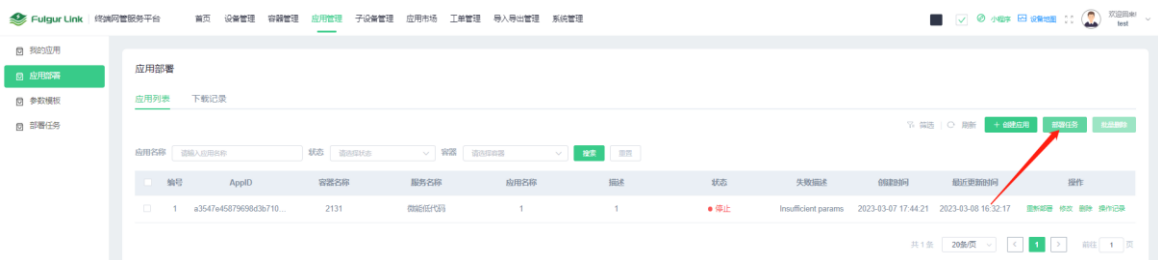 Fulgur Link 终端网管服务平台 首页 设备管理 容器管理 应用管理 子设备管理 应用市场 工单管理 导入导出管理 系统管理 小程序 设备地图 欢迎回来!
test
我的应用
应用部署
参数模板
部署任务
应用部署
应用列表 下载记录
筛选 刷新 + 创建应用 部署任务 批量删除
应用名称 请输入应用名称 状态 请选择状态 容器 请选择容器 搜索 重置
编号 AppID 容器名称 服务名称 应用名称 描述 状态 失败描述 创建时间 最近更新时间 操作
1 a3547e45879698d3b710... 2131 微能低代码 1 1 停止 Insufficient params 2023-03-07 17:44:21 2023-03-08 16:32:17 重新部署 修改 删除 操作记录
共 1 条 20条/页 < 1 > 前往 1 页